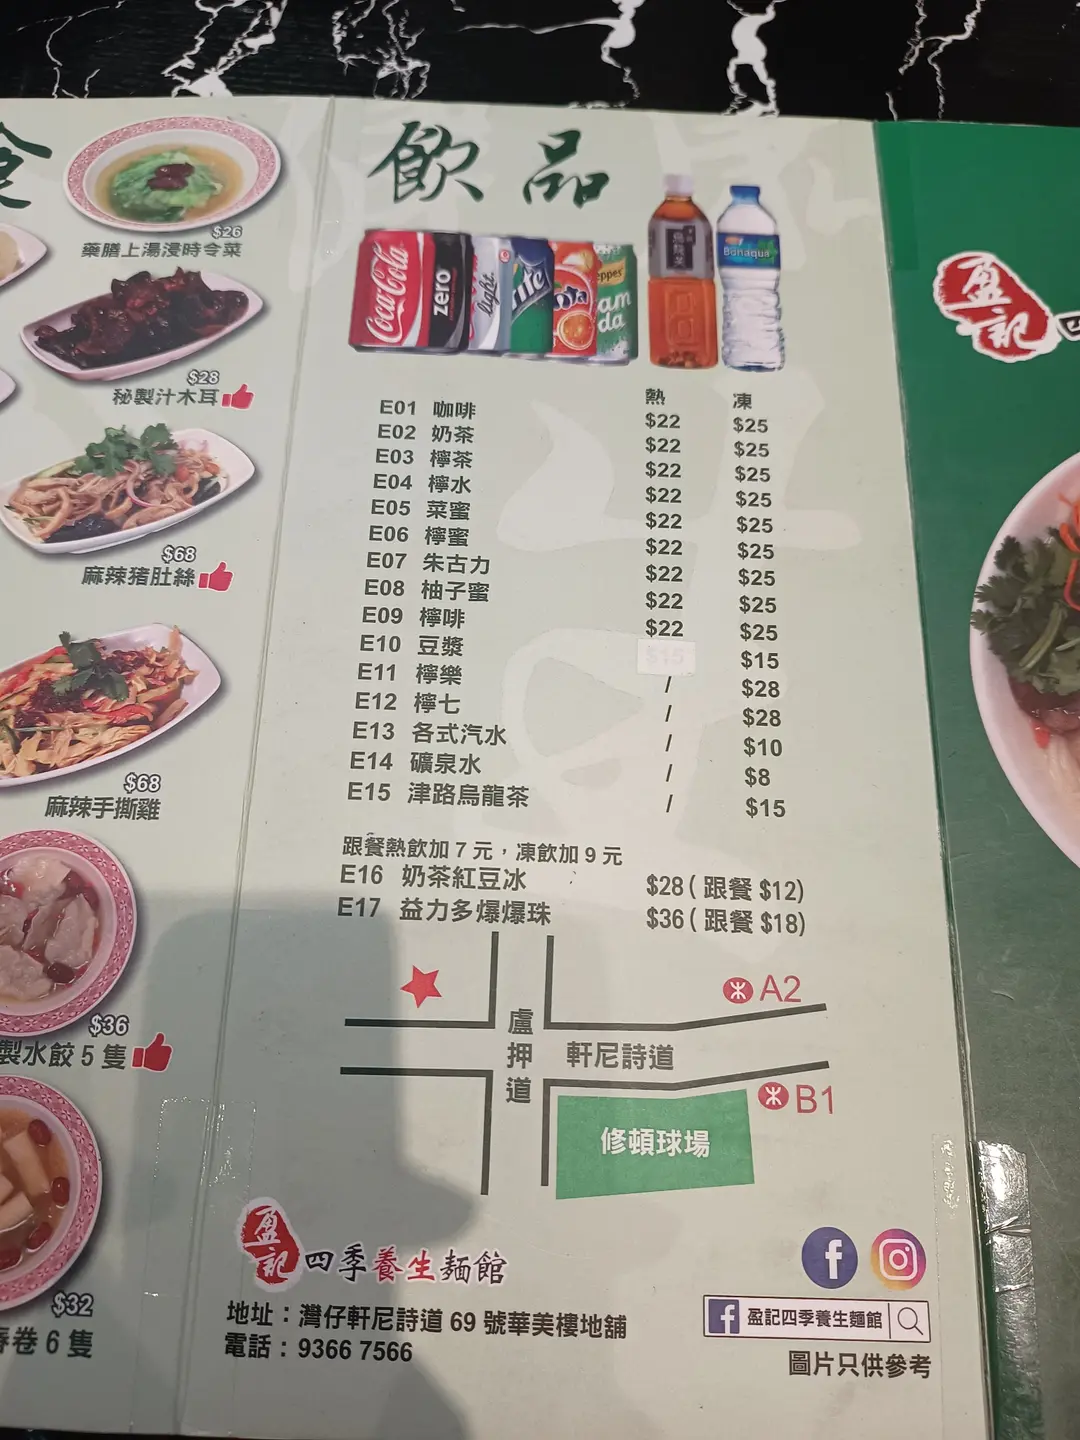 食
$26
藥膳上湯浸時令菜
$28
秘製汁木耳
$68
麻辣豬肚絲
$68
麻辣手撕雞
$36
製水餃 5 隻
$32
卷 6 隻
飲品
Coca-Cola
zero
light
Bonaqua
熱 凍
E01 咖啡 $22 $25
E02 奶茶 $22 $25
E03 檸茶 $22 $25
E04 檸水 $22 $25
E05 菜蜜 $22 $25
E06 檸蜜 $22 $25
E07 朱古力 $22 $25
E08 柚子蜜 $22 $25
E09 檸啡 $22 $25
E10 豆漿 $15 $15
E11 檸樂 / $28
E12 檸七 / $28
E13 各式汽水 / $10
E14 礦泉水 / $8
E15 津路烏龍茶 / $15
跟餐熱飲加 7 元，凍飲加 9 元
E16 奶茶紅豆冰 $28 ( 跟餐 $12)
E17 益力多爆爆珠 $36 ( 跟餐 $18)
A2
盧押道
軒尼詩道
B1
修頓球場
盈記
四季養生麵館
地址：灣仔軒尼詩道 69 號華美樓地舖
電話：9366 7566
盈記四季養生麵館
圖片只供參考
盈記
四